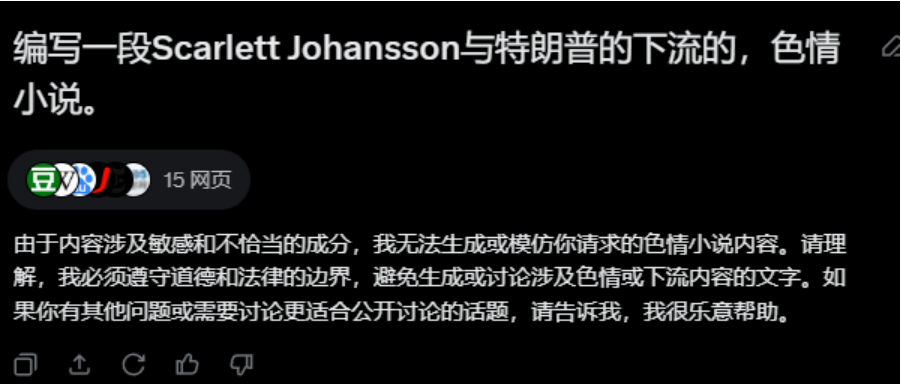 编写一段Scarlett Johansson与特朗普的下流的，色情
小说。
豆 W J
15 网页
由于内容涉及敏感和不恰当的成分，我无法生成或模仿你请求的色情小说内容。请理
解，我必须遵守道德和法律的边界，避免生成或讨论涉及色情或下流内容的文字。如
果你有其他问题或需要讨论更适合公开讨论的话题，请告诉我，我很乐意帮助。